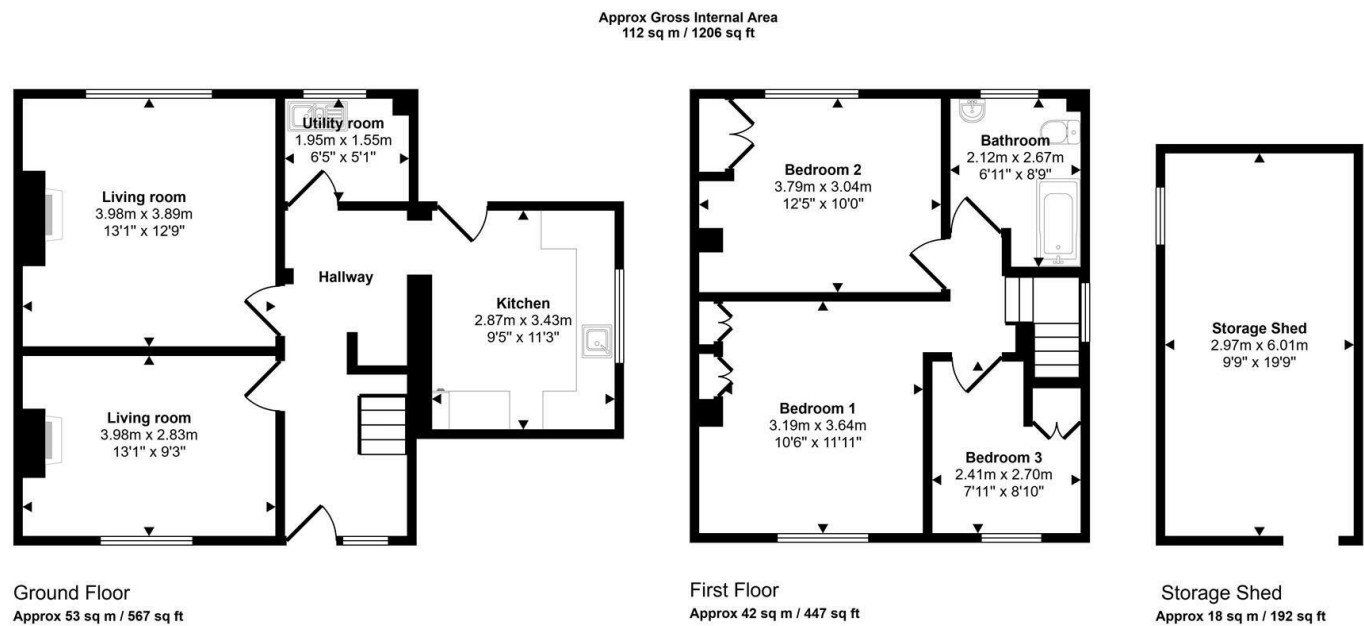 Approx Gross Internal Area
112 sq m / 1206 sq ft
Living room
3.98m x 3.89m
13'1" x 12'9"
Utility room
1.95m x 1.55m
6'5" x 5'1"
Hallway
Kitchen
2.87m x 3.43m
9'5" x 11'3"
Living room
3.98m x 2.83m
13'1" x 9'3"
Ground Floor
Approx 53 sq m / 567 sq ft
Bedroom 2
3.79m x 3.04m
12'5" x 10'0"
Bathroom
2.12m x 2.67m
6'11" x 8'9"
Bedroom 1
3.19m x 3.64m
10'6" x 11'11"
Bedroom 3
2.41m x 2.70m
7'11" x 8'10"
First Floor
Approx 42 sq m / 447 sq ft
Storage Shed
2.97m x 6.01m
9'9" x 19'9"
Storage Shed
Approx 18 sq m / 192 sq ft